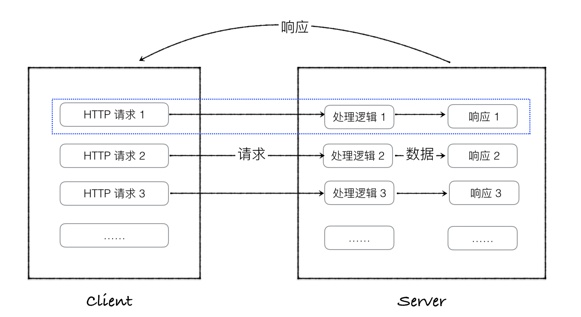 响应
HTTP 请求 1
处理逻辑 1
响应 1
HTTP 请求 2
请求
处理逻辑 2
数据
响应 2
HTTP 请求 3
处理逻辑 3
响应 3
……
……
……
Client
Server